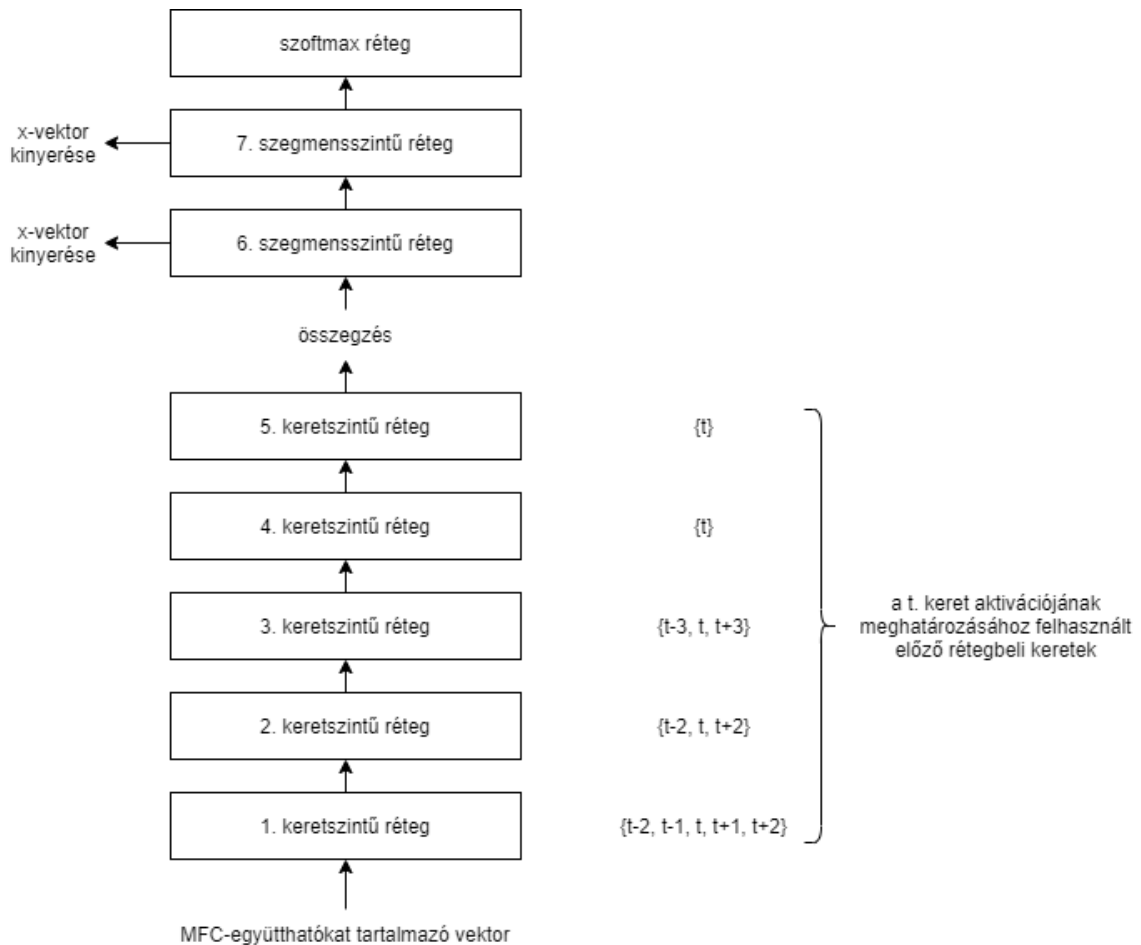 szoftmax réteg
x-vektor
kinyerése
7. szegmensszintű réteg
x-vektor
kinyerése
6. szegmensszintű réteg
összegzés
5. keretszintű réteg
{t}
4. keretszintű réteg
{t}
3. keretszintű réteg
{t-3, t, t+3}
a t. keret aktivációjának
meghatározásához felhasznált
előző rétegbeli keretek
2. keretszintű réteg
{t-2, t, t+2}
1. keretszintű réteg
{t-2, t-1, t, t+1, t+2}
MFC-együtthatókat tartalmazó vektor